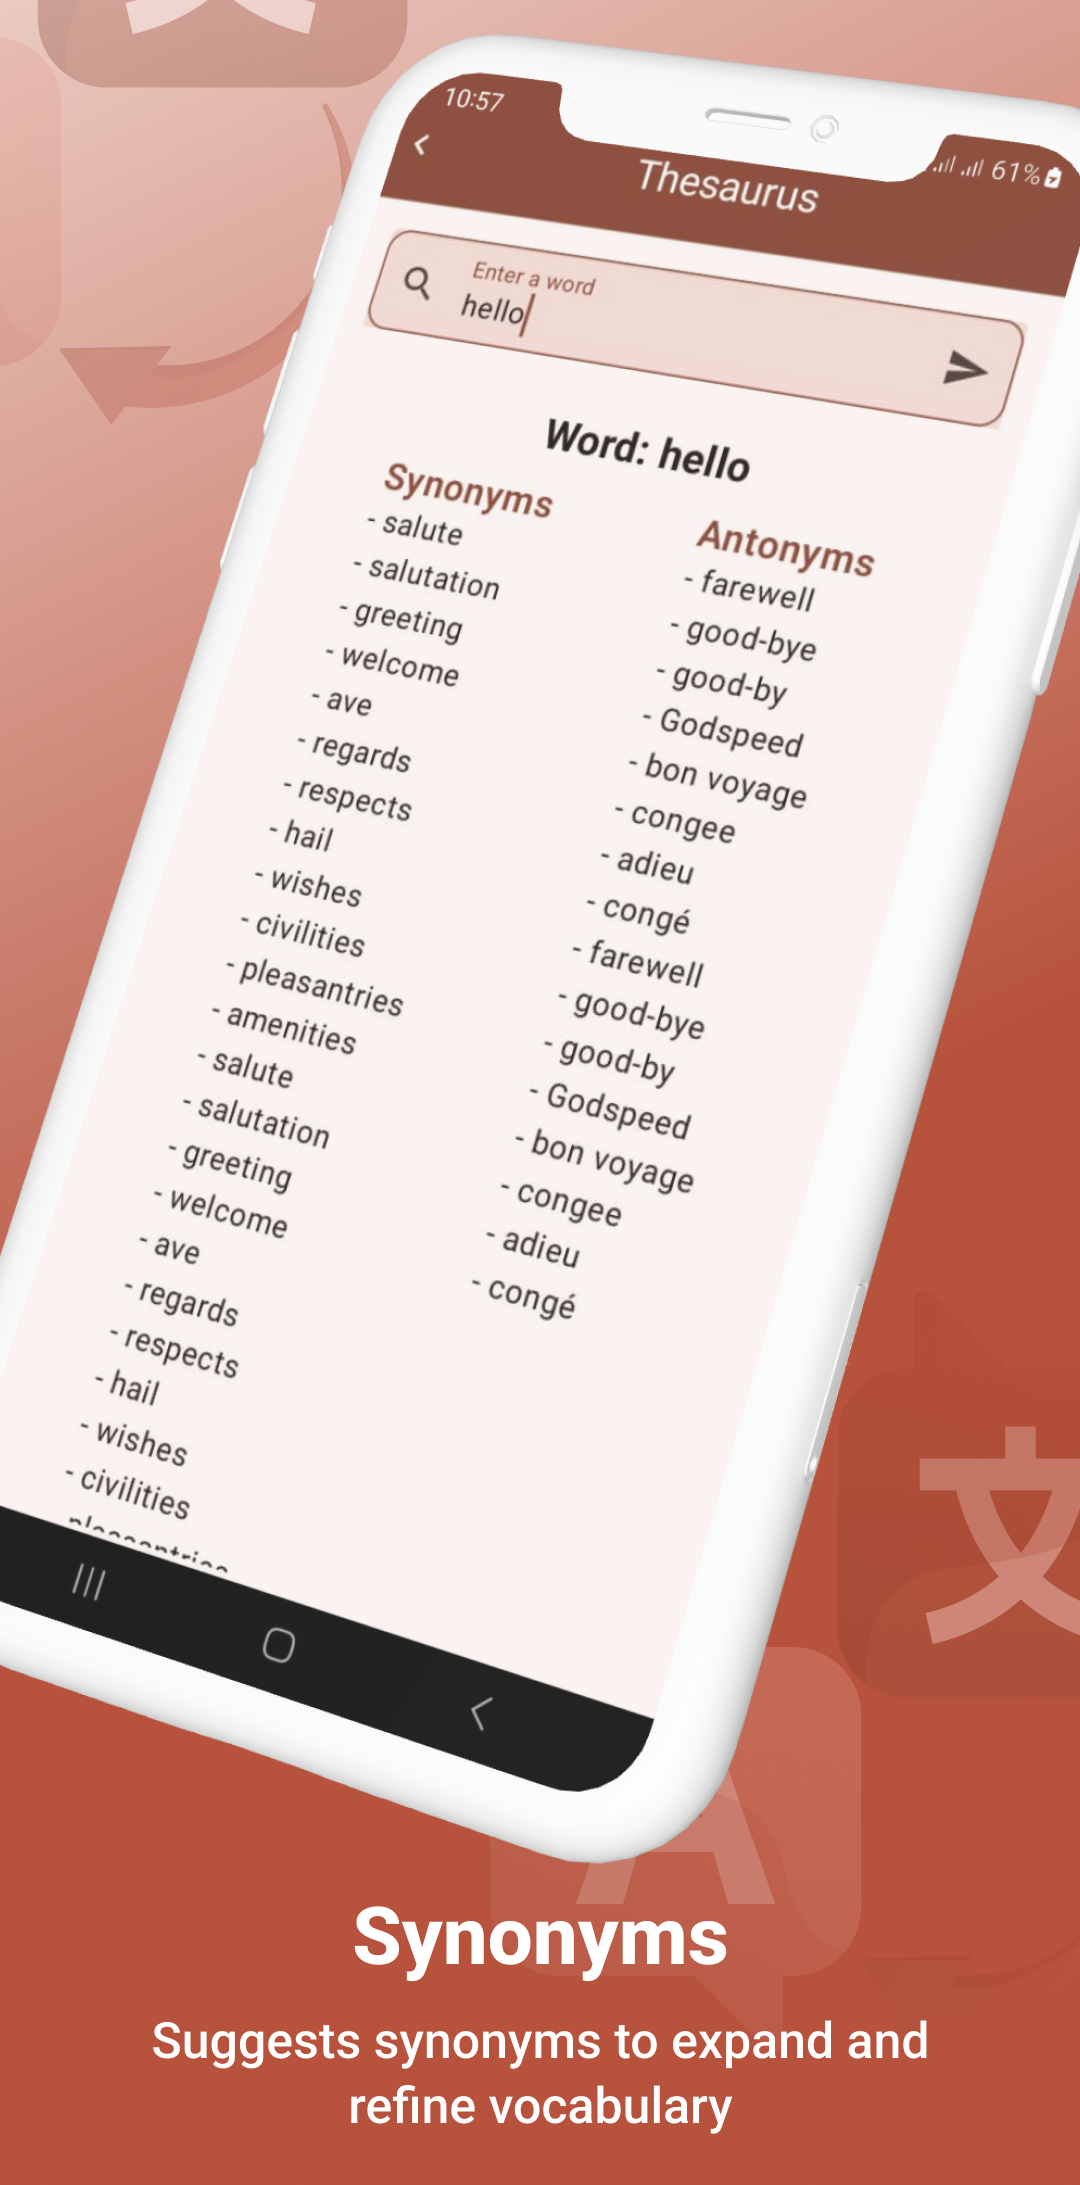 10:57
61%
Thesaurus
Enter a word
hello
Word: hello
Synonyms
- salute
- salutation
- greeting
- welcome
- ave
- regards
- respects
- hail
- wishes
- civilities
- pleasantries
- amenities
- salute
- salutation
- greeting
- welcome
- ave
- regards
- respects
- hail
- wishes
- civilities
pleasantries
Antonyms
- farewell
- good-bye
- good-by
- Godspeed
- bon voyage
- congee
- adieu
- congé
- farewell
- good-bye
- good-by
- Godspeed
- bon voyage
- congee
- adieu
- congé
文
A
Synonyms
Suggests synonyms to expand and
refine vocabulary